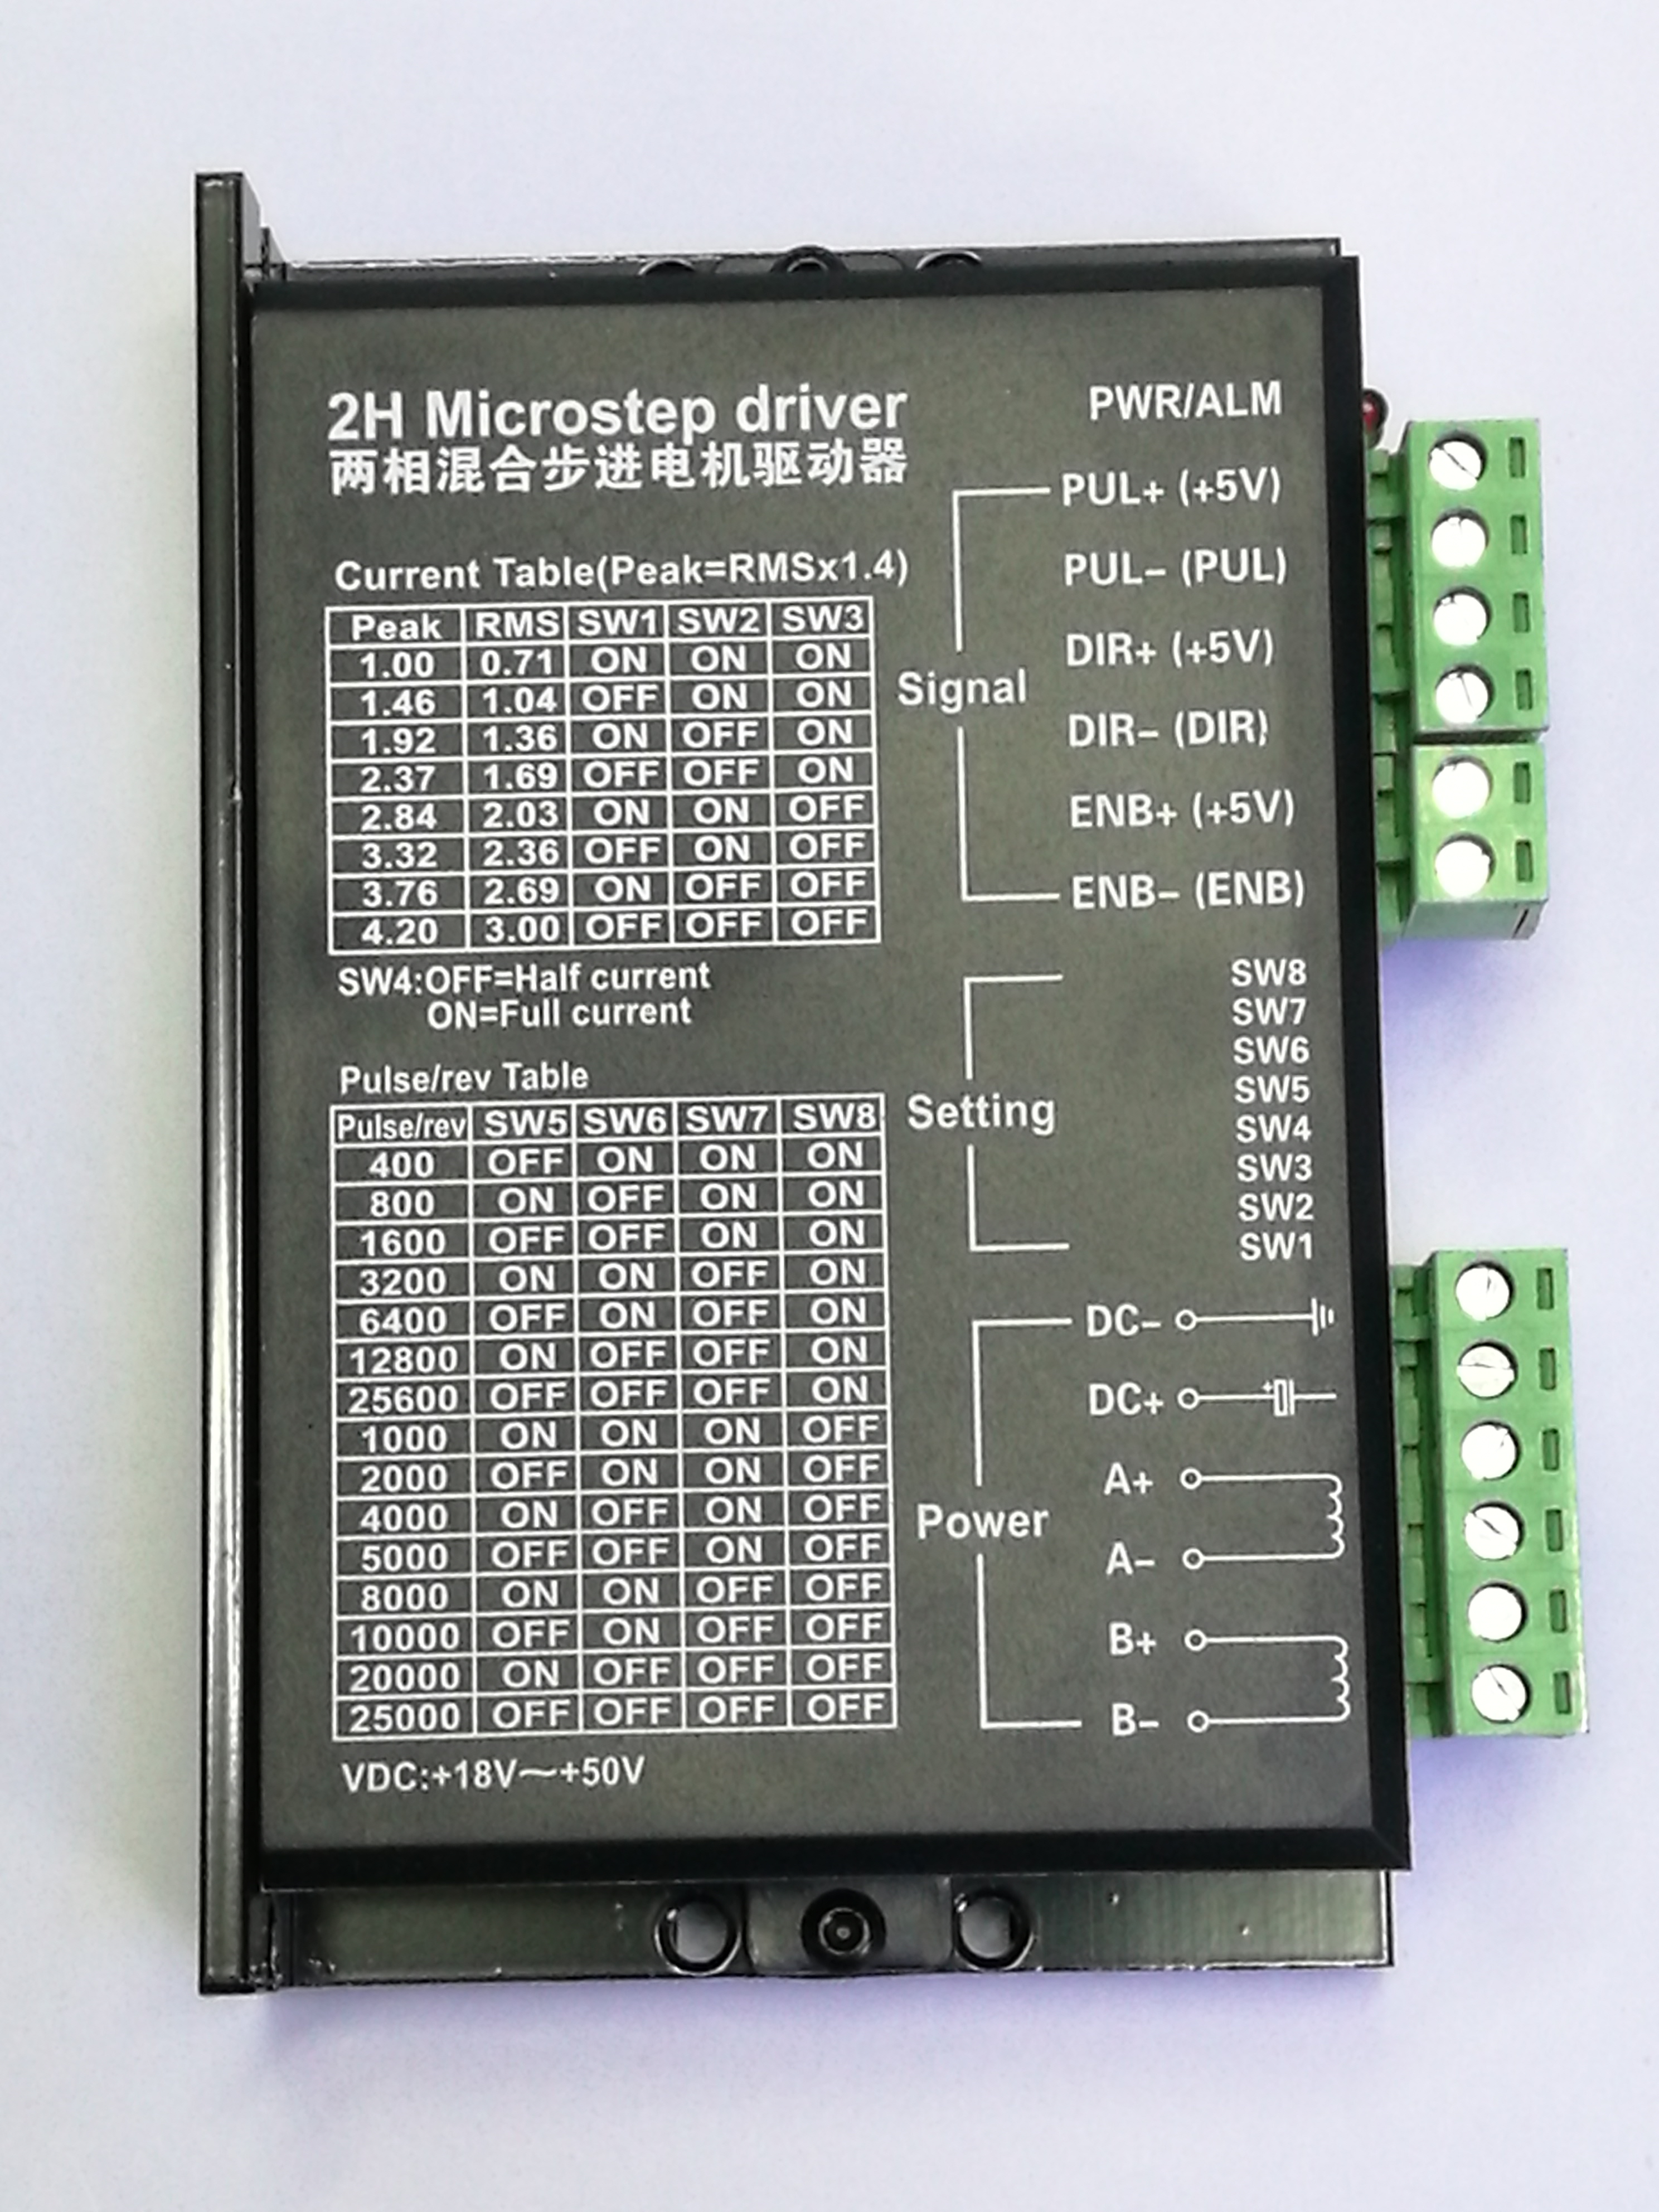 2H Microstep driver
两相混合步进电机驱动器
Current Table(Peak=RMSx1.4)
Peak RMS SW1 SW2 SW3
1.00 0.71 ON ON ON
1.46 1.04 OFF ON ON
1.92 1.36 ON OFF ON
2.37 1.69 OFF OFF ON
2.84 2.03 ON ON OFF
3.32 2.36 OFF ON OFF
3.76 2.69 ON OFF OFF
4.20 3.00 OFF OFF OFF
SW4:OFF=Half current
ON=Full current
Pulse/rev Table
Pulse/rev SW5 SW6 SW7 SW8
400 OFF ON ON ON
800 ON OFF ON ON
1600 OFF OFF ON ON
3200 ON ON OFF ON
6400 OFF ON OFF ON
12800 ON OFF OFF ON
25600 OFF OFF OFF ON
1000 ON ON ON OFF
2000 OFF ON ON OFF
4000 ON OFF ON OFF
5000 OFF OFF ON OFF
8000 ON ON OFF OFF
10000 OFF ON OFF OFF
20000 ON OFF OFF OFF
25000 OFF OFF OFF OFF
VDC:+18V～+50V
PWR/ALM
Signal
PUL+ (+5V)
PUL− (PUL)
DIR+ (+5V)
DIR− (DIR)
ENB+ (+5V)
ENB− (ENB)
Setting
SW8
SW7
SW6
SW5
SW4
SW3
SW2
SW1
Power
DC−
DC+
A+
A−
B+
B−